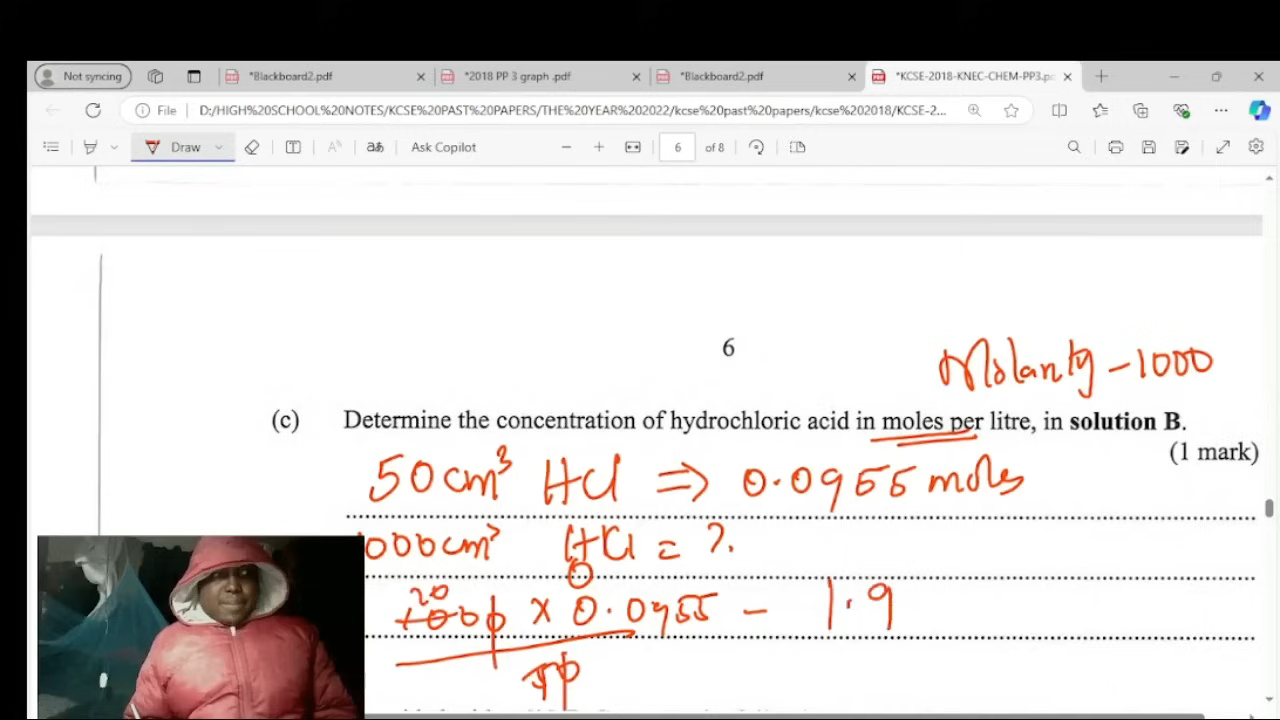 Not syncing
*Blackboard2.pdf
*2018 PP 3 graph .pdf
*Blackboard2.pdf
*KCSE-2018-KNEC-CHEM-PP3.p
File
D:/HIGH%20SCHOOL%20NOTES/KCSE%20PAST%20PAPERS/THE%20YEAR%202022/kcse%20past%20papers/kcse%202018/KCSE-2...
Draw
Ask Copilot
6 of 8
6
Molarity - 1000
(c) Determine the concentration of hydrochloric acid in moles per litre, in solution B.
(1 mark)
50cm³ HCl => 0.0955 moles
000cm³ HCl = ?.
20
1000 x 0.0955 - 1.9
50